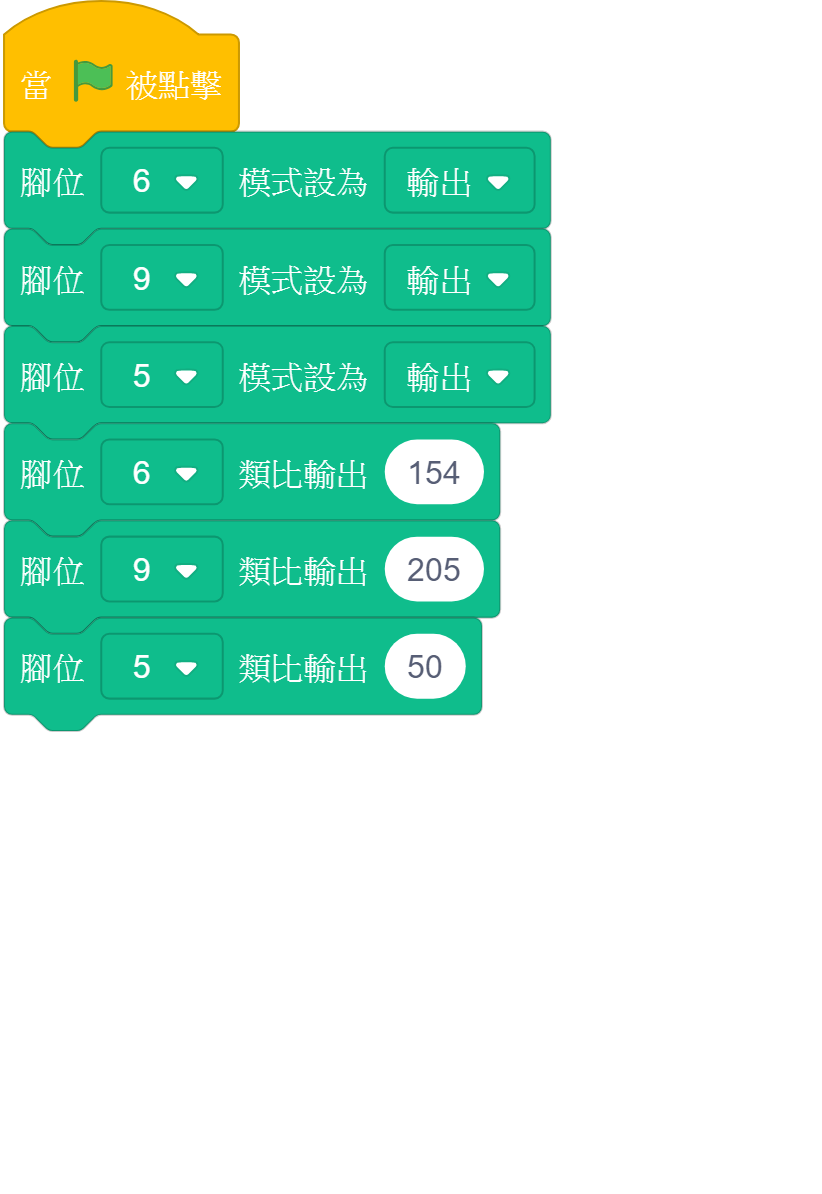 當 被點擊
腳位 6 模式設為 輸出
腳位 9 模式設為 輸出
腳位 5 模式設為 輸出
腳位 6 類比輸出 154
腳位 9 類比輸出 205
腳位 5 類比輸出 50